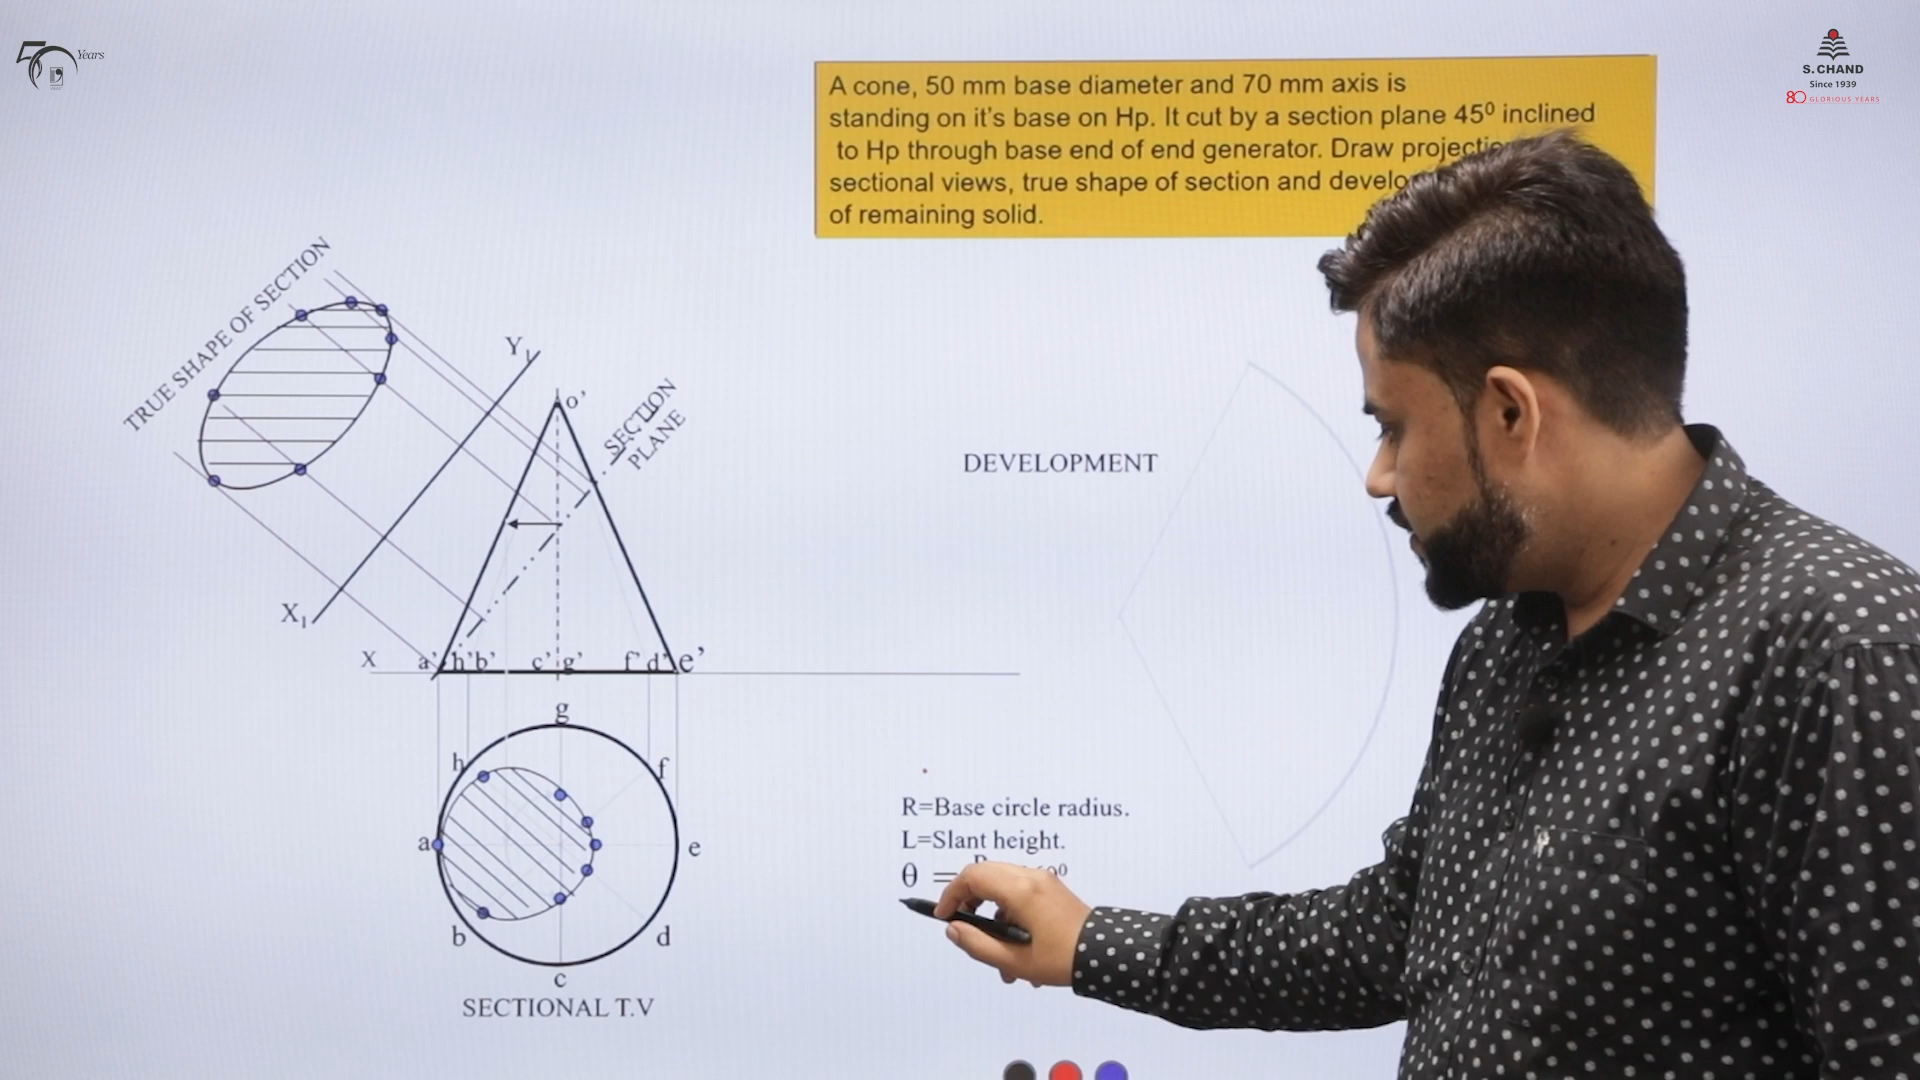 50 Years
S. CHAND
Since 1939
80 GLORIOUS YEARS
A cone, 50 mm base diameter and 70 mm axis is
standing on it's base on Hp. It cut by a section plane 45⁰ inclined
to Hp through base end of end generator. Draw
sectional views, true shape of section and
of remaining solid.
TRUE SHAPE OF SECTION
Y₁
o'
SECTION
PLANE
DEVELOPMENT
X₁
X a' h' b' c' g' f' d' e'
g
h f
a e
b d
c
SECTIONAL T.V
R=Base circle radius.
L=Slant height.
θ =